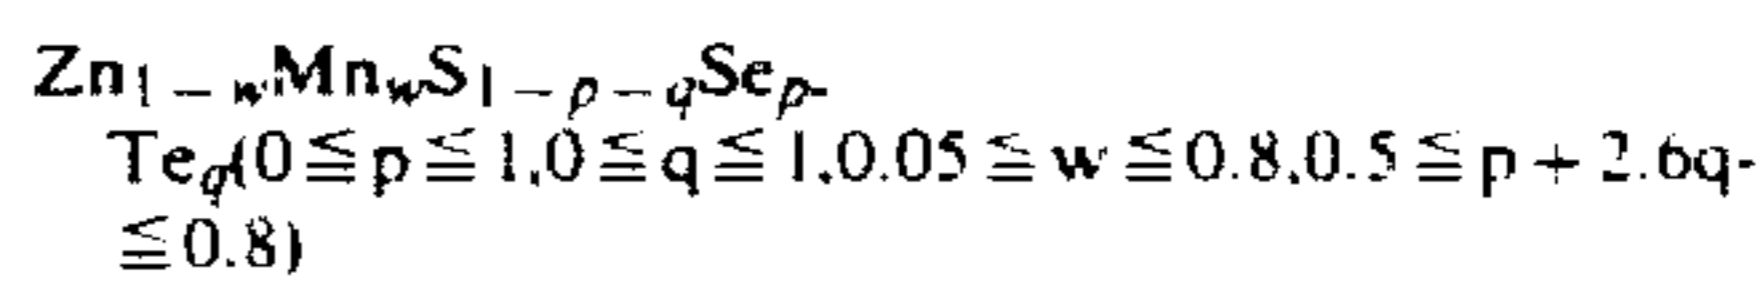 Zn1−wMnwS1−p−qSep-
Teq(0≦p≦1,0≦q≦1,0.05≦w≦0.8,0.5≦p+2.6q-
≦0.8)